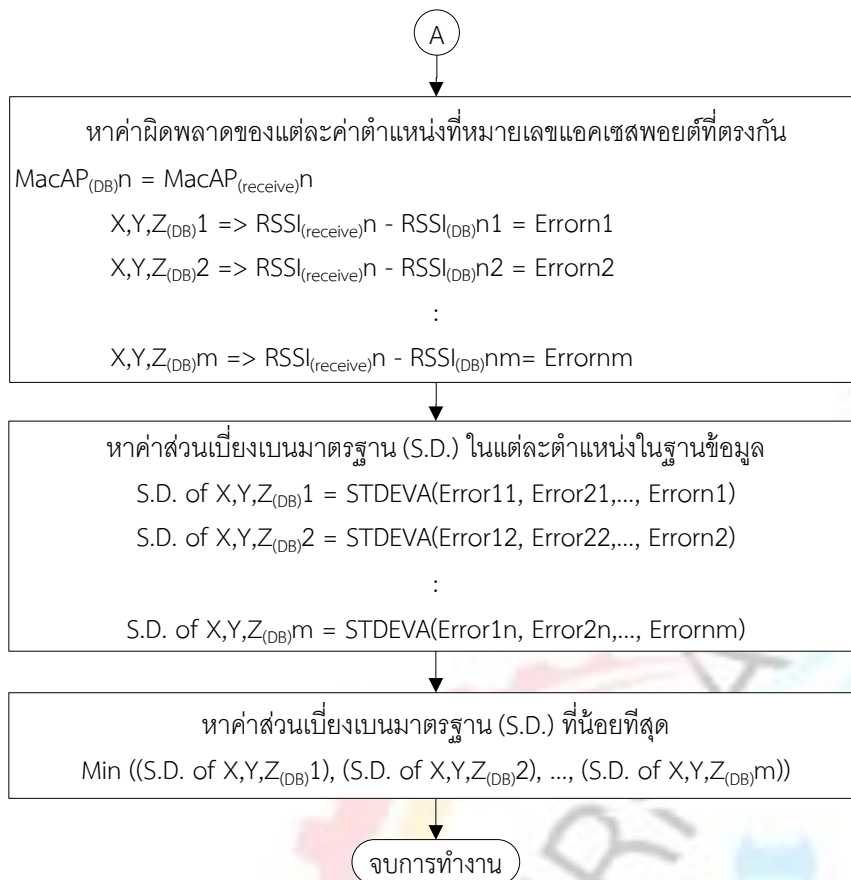 A
หาค่าผิดพลาดของแต่ละค่าตำแหน่งที่หมายเลขแอคเซสพอยต์ที่ตรงกัน
MacAP(DB)n = MacAP(receive)n
X,Y,Z(DB)1 => RSSI(receive)n - RSSI(DB)n1 = Errorn1
X,Y,Z(DB)2 => RSSI(receive)n - RSSI(DB)n2 = Errorn2
:
X,Y,Z(DB)m => RSSI(receive)n - RSSI(DB)nm= Errornm
หาค่าส่วนเบี่ยงเบนมาตรฐาน (S.D.) ในแต่ละตำแหน่งในฐานข้อมูล
S.D. of X,Y,Z(DB)1 = STDEVA(Error11, Error21,..., Errorn1)
S.D. of X,Y,Z(DB)2 = STDEVA(Error12, Error22,..., Errorn2)
:
S.D. of X,Y,Z(DB)m = STDEVA(Error1n, Error2n,..., Errornm)
หาค่าส่วนเบี่ยงเบนมาตรฐาน (S.D.) ที่น้อยที่สุด
Min ((S.D. of X,Y,Z(DB)1), (S.D. of X,Y,Z(DB)2), ..., (S.D. of X,Y,Z(DB)m))
จบการทำงาน